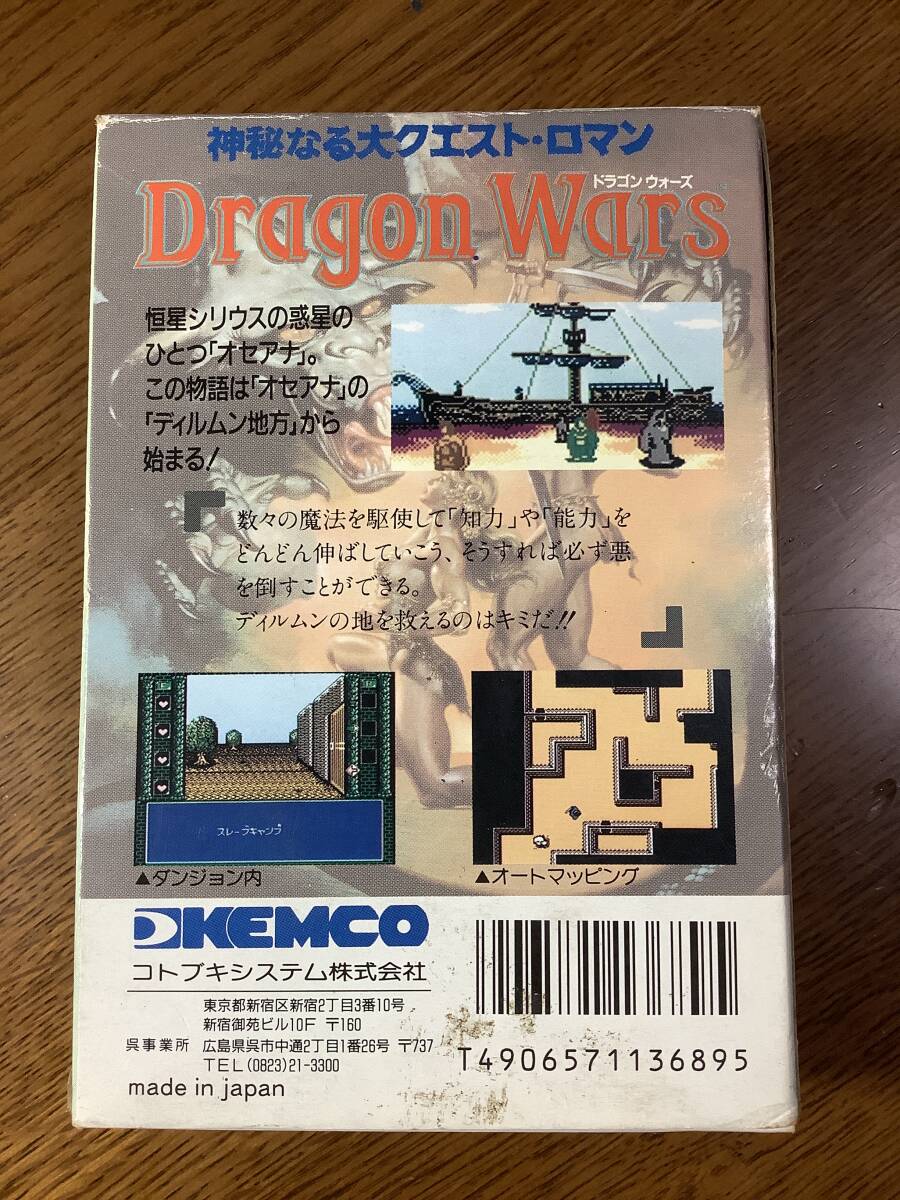 神秘なる大クエスト・ロマン
ドラゴン ウォーズ
Dragon Wars
恒星シリウスの惑星の
ひとつ「オセアナ」。
この物語は「オセアナ」の
「ディルムン地方」から
始まる!
数々の魔法を駆使して「知力」や「能力」を
どんどん伸ばしていこう、そうすれば必ず悪
を倒すことができる。
ディルムンの地を救えるのはキミだ!!
スレーブキャンプ
▲ダンジョン内
▲オートマッピング
KEMCO
コトブキシステム株式会社
東京都新宿区新宿2丁目3番10号
新宿御苑ビル10F 〒160
呉事業所 広島県呉市中通2丁目1番26号 〒737
TEL(0823)21-3300
made in japan
T4906571136895